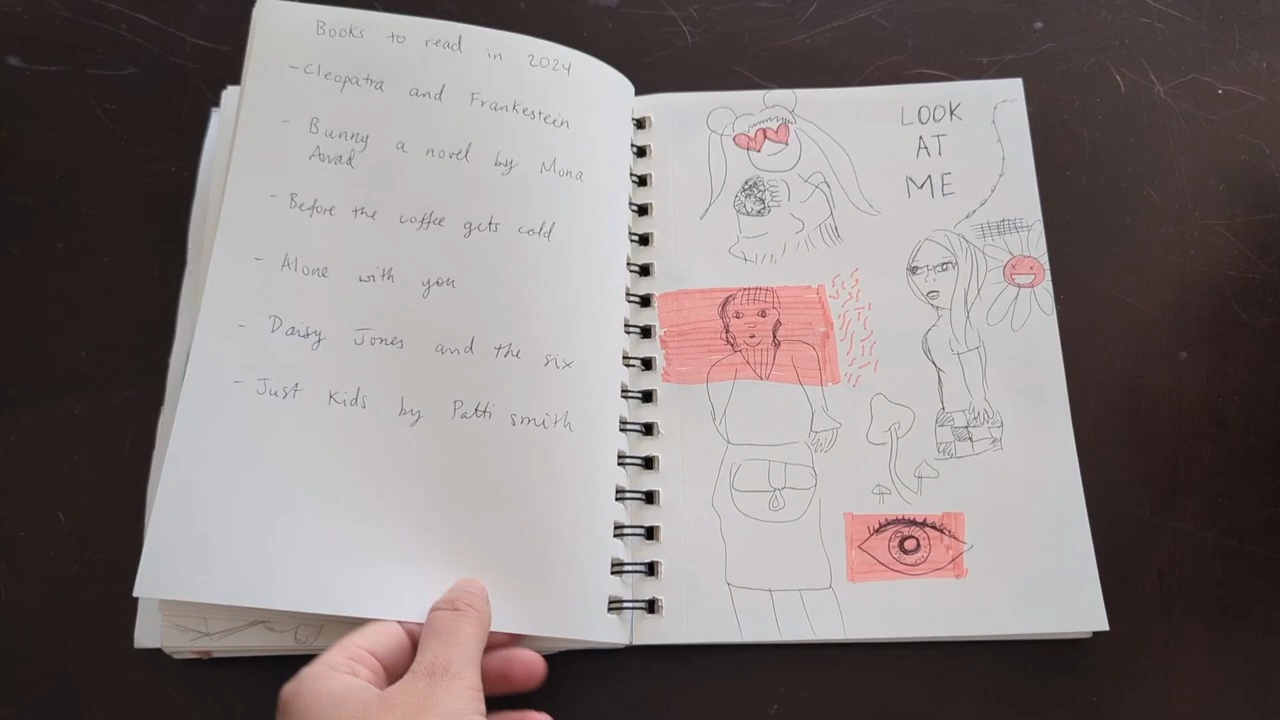 Books to read in 2024
- Cleopatra and Frankestein
- Bunny a novel by Mona
Awad
- Before the coffee gets cold
- Alone with you
- Daisy Jones and the six
- Just Kids by Patti smith
LOOK
AT
ME